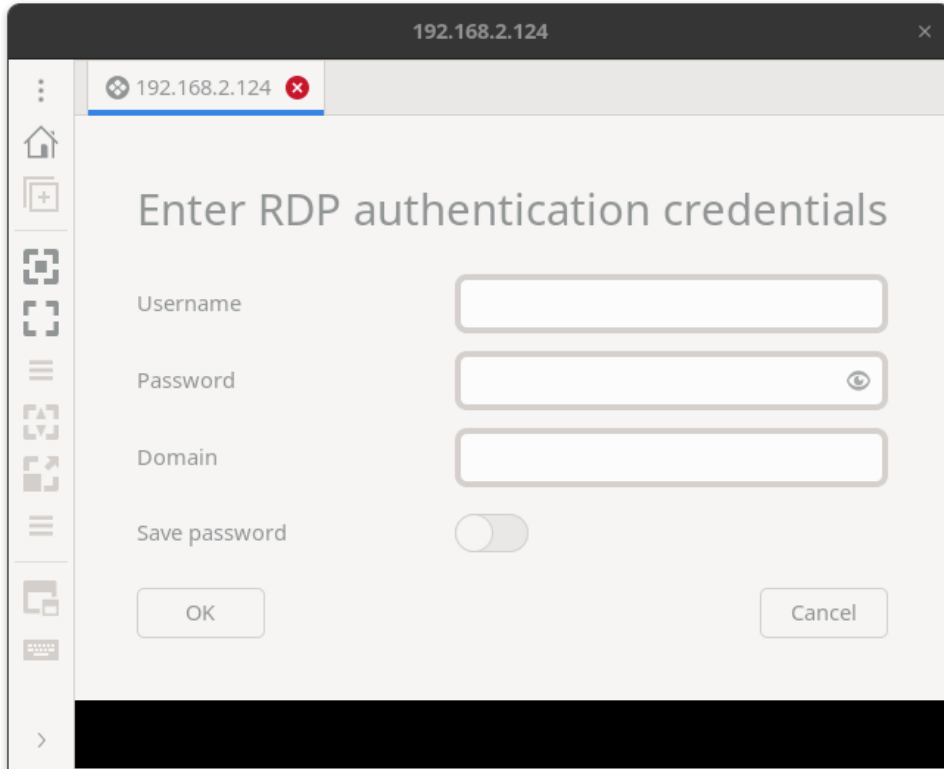 192.168.2.124
192.168.2.124
Enter RDP authentication credentials
Username
Password
Domain
Save password
OK
Cancel